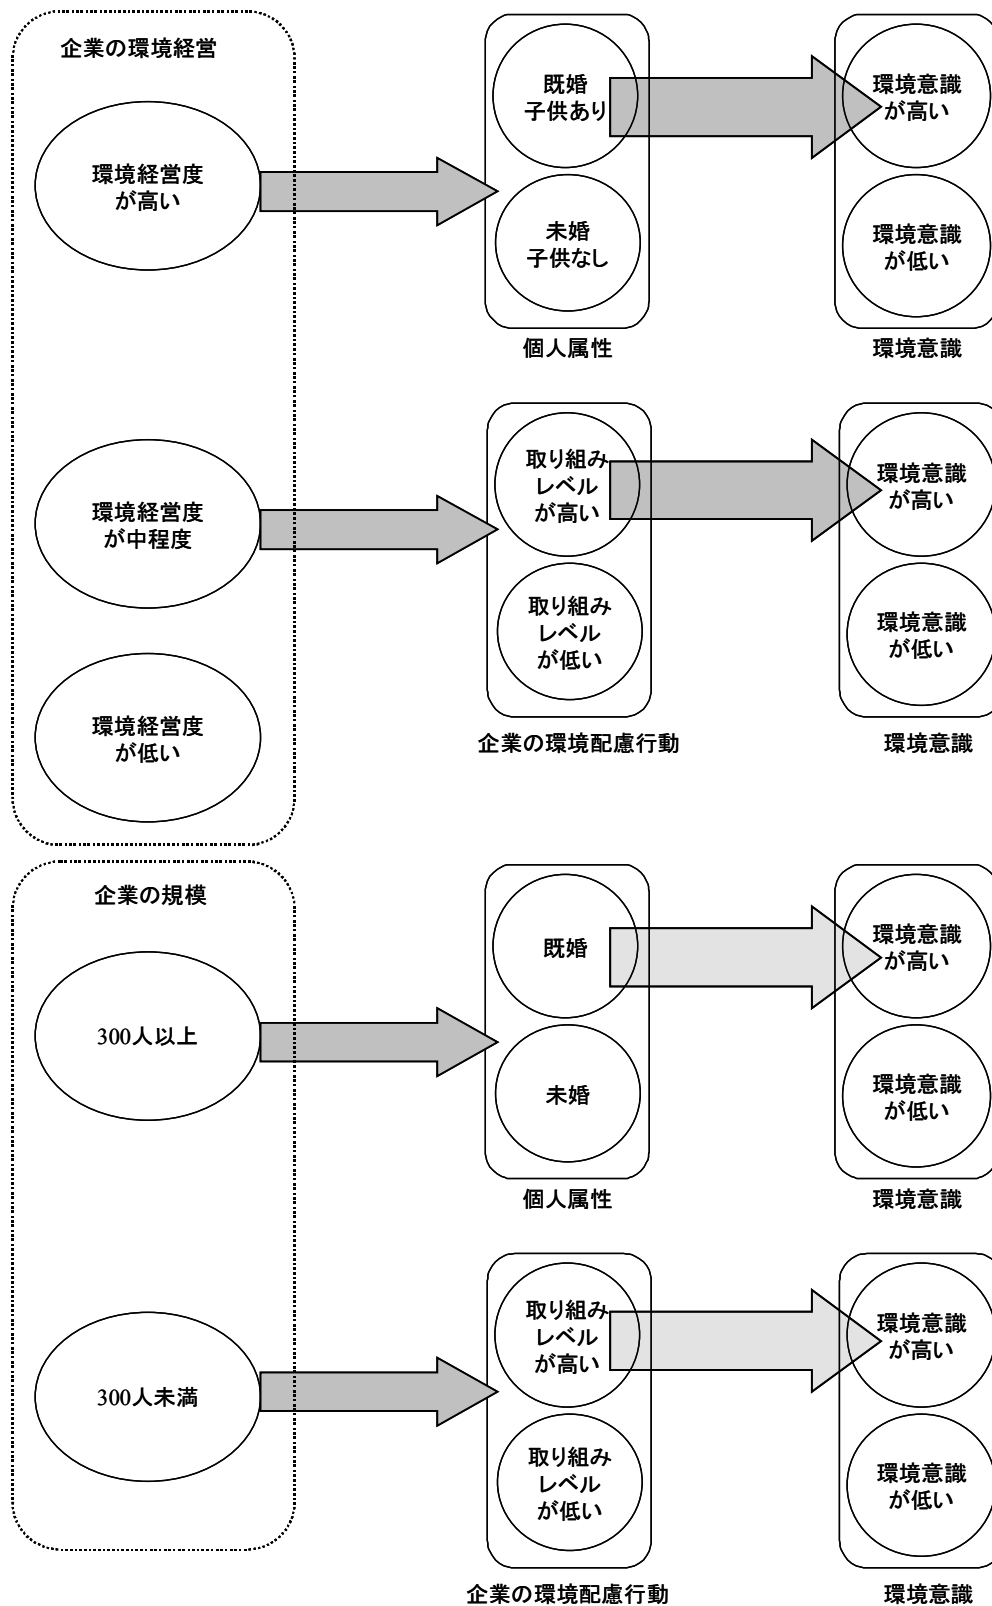 企業の環境経営
環境経営度
が高い
既婚
子供あり
未婚
子供なし
個人属性
環境意識
が高い
環境意識
が低い
環境意識
環境経営度
が中程度
取り組み
レベル
が高い
取り組み
レベル
が低い
企業の環境配慮行動
環境意識
が高い
環境意識
が低い
環境意識
環境経営度
が低い
企業の規模
300人以上
既婚
未婚
個人属性
環境意識
が高い
環境意識
が低い
環境意識
300人未満
取り組み
レベル
が高い
取り組み
レベル
が低い
企業の環境配慮行動
環境意識
が高い
環境意識
が低い
環境意識